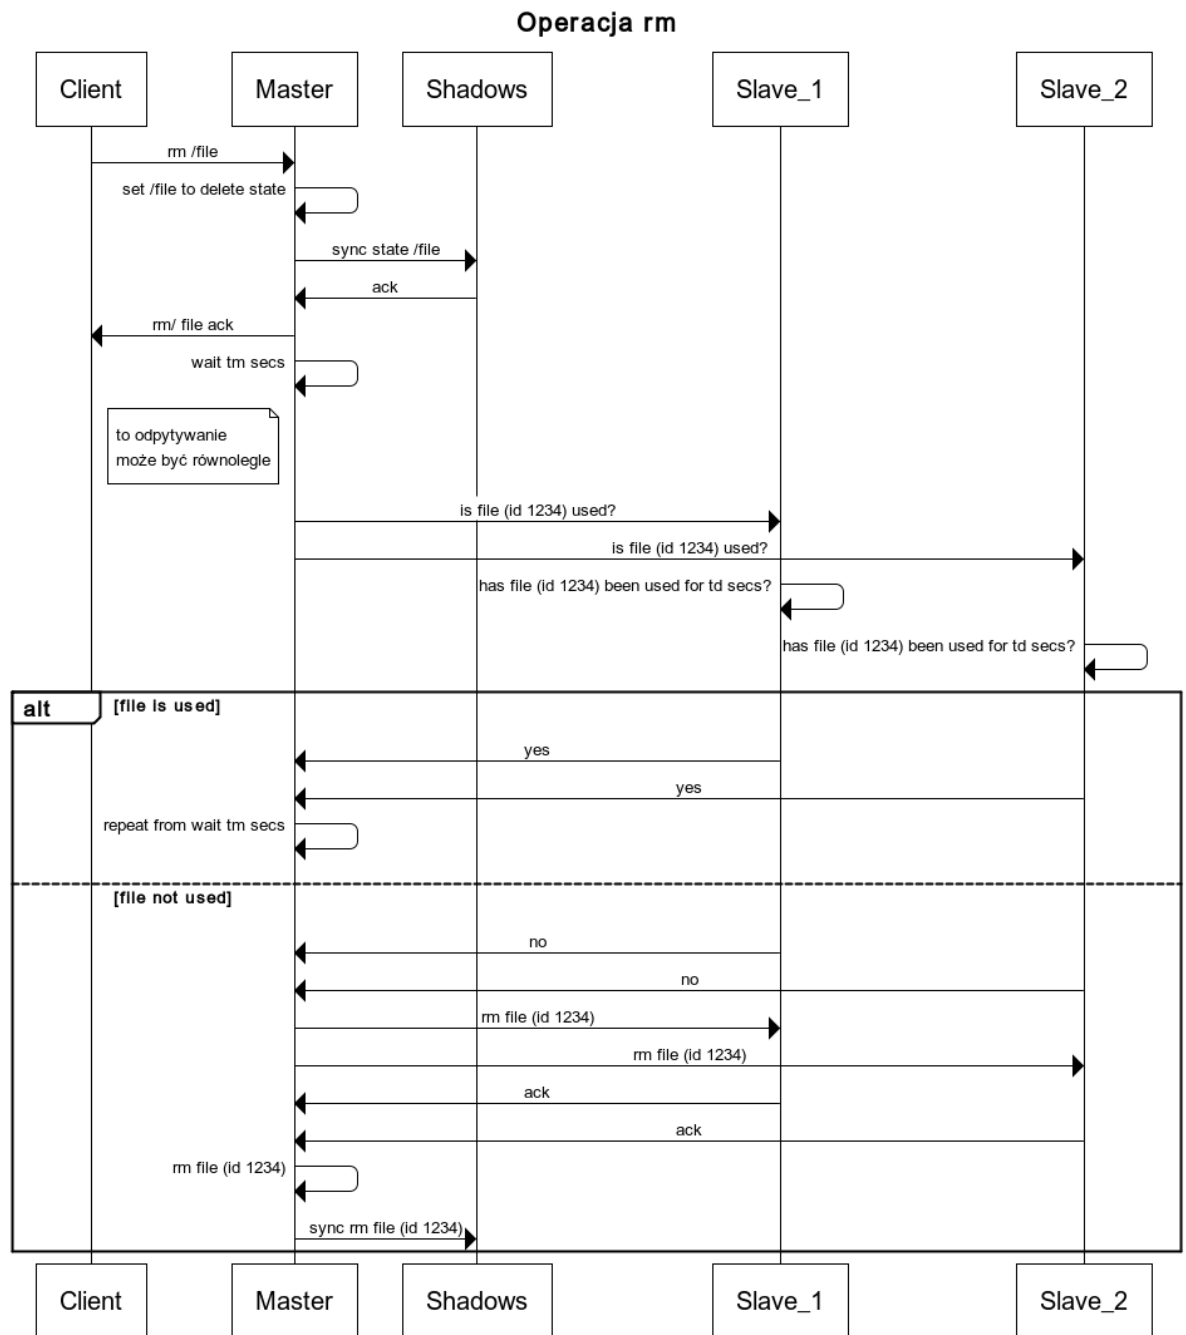 Operacja rm
Client
Master
Shadows
Slave_1
Slave_2
rm /file
set /file to delete state
sync state /file
ack
rm/ file ack
wait tm secs
to odpytywanie
może być równolegle
is file (id 1234) used?
is file (id 1234) used?
has file (id 1234) been used for td secs?
has file (id 1234) been used for td secs?
alt
[file is used]
yes
yes
repeat from wait tm secs
[file not used]
no
no
rm file (id 1234)
rm file (id 1234)
ack
ack
rm file (id 1234)
sync rm file (id 1234)
Client
Master
Shadows
Slave_1
Slave_2